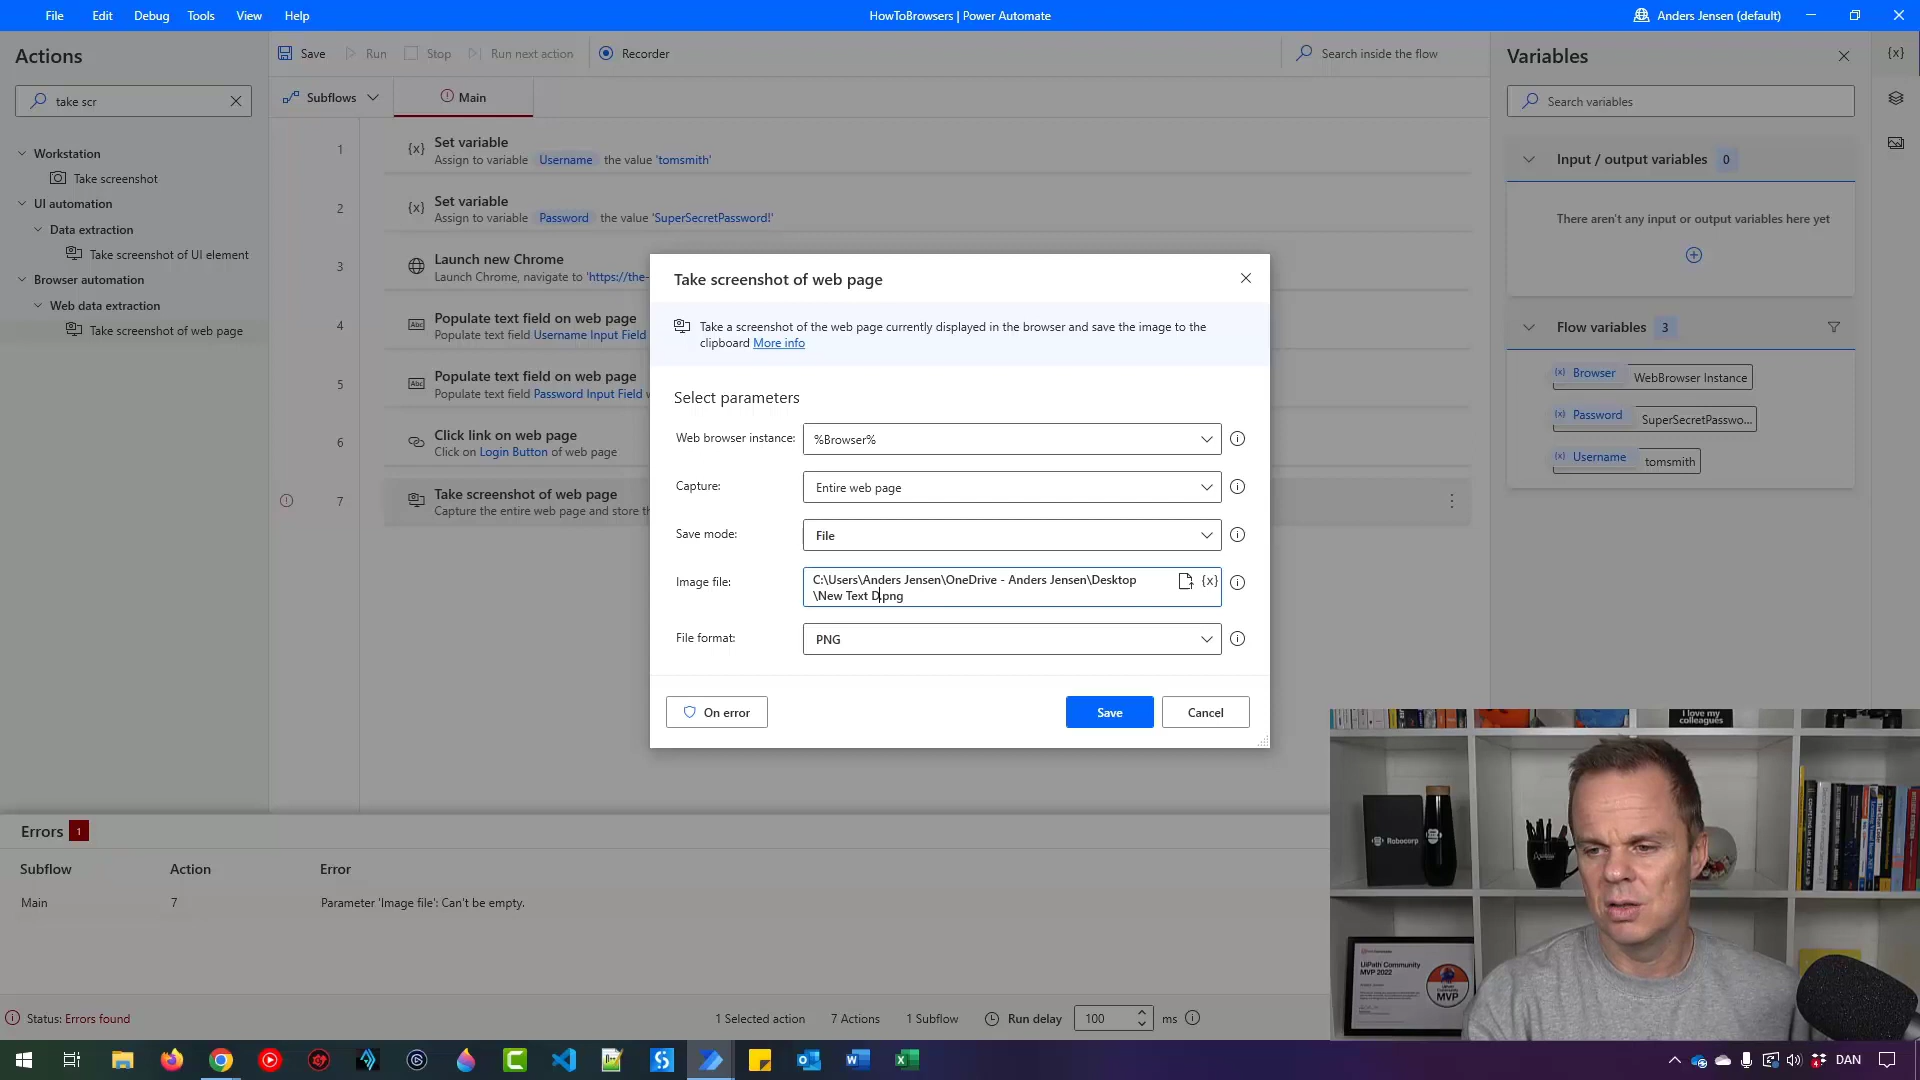 File Edit Debug Tools View Help
HowToBrowsers | Power Automate
Anders Jensen (default)
Actions
take scr
Workstation
Take screenshot
UI automation
Data extraction
Take screenshot of UI element
Browser automation
Web data extraction
Take screenshot of web page
Save Run Stop Run next action Recorder
Search inside the flow
Subflows
Main
1
Set variable
Assign to variable Username the value 'tomsmith'
2
Set variable
Assign to variable Password the value 'SuperSecretPassword!'
3
Launch new Chrome
Launch Chrome, navigate to 'https://the-
4
Populate text field on web page
Populate text field Username Input Field
5
Populate text field on web page
Populate text field Password Input Field w
6
Click link on web page
Click on Login Button of web page
7
Take screenshot of web page
Capture the entire web page and store th
Take screenshot of web page
Take a screenshot of the web page currently displayed in the browser and save the image to the
clipboard More info
Select parameters
Web browser instance: %Browser%
Capture: Entire web page
Save mode: File
Image file: C:\Users\Anders Jensen\OneDrive - Anders Jensen\Desktop
\New Text D.png
{x}
File format: PNG
On error Save Cancel
Variables
{x}
Search variables
Input / output variables 0
There aren't any input or output variables here yet
Flow variables 3
Browser WebBrowser Instance
Password SuperSecretPasswo...
Username tomsmith
Errors 1
Subflow Action Error
Main 7 Parameter 'Image file': Can't be empty.
Status: Errors found
1 Selected action 7 Actions 1 Subflow Run delay 100 ms
I love my
colleagues
Robocorp
UiPath Community
MVP 2022
MVP
DAN